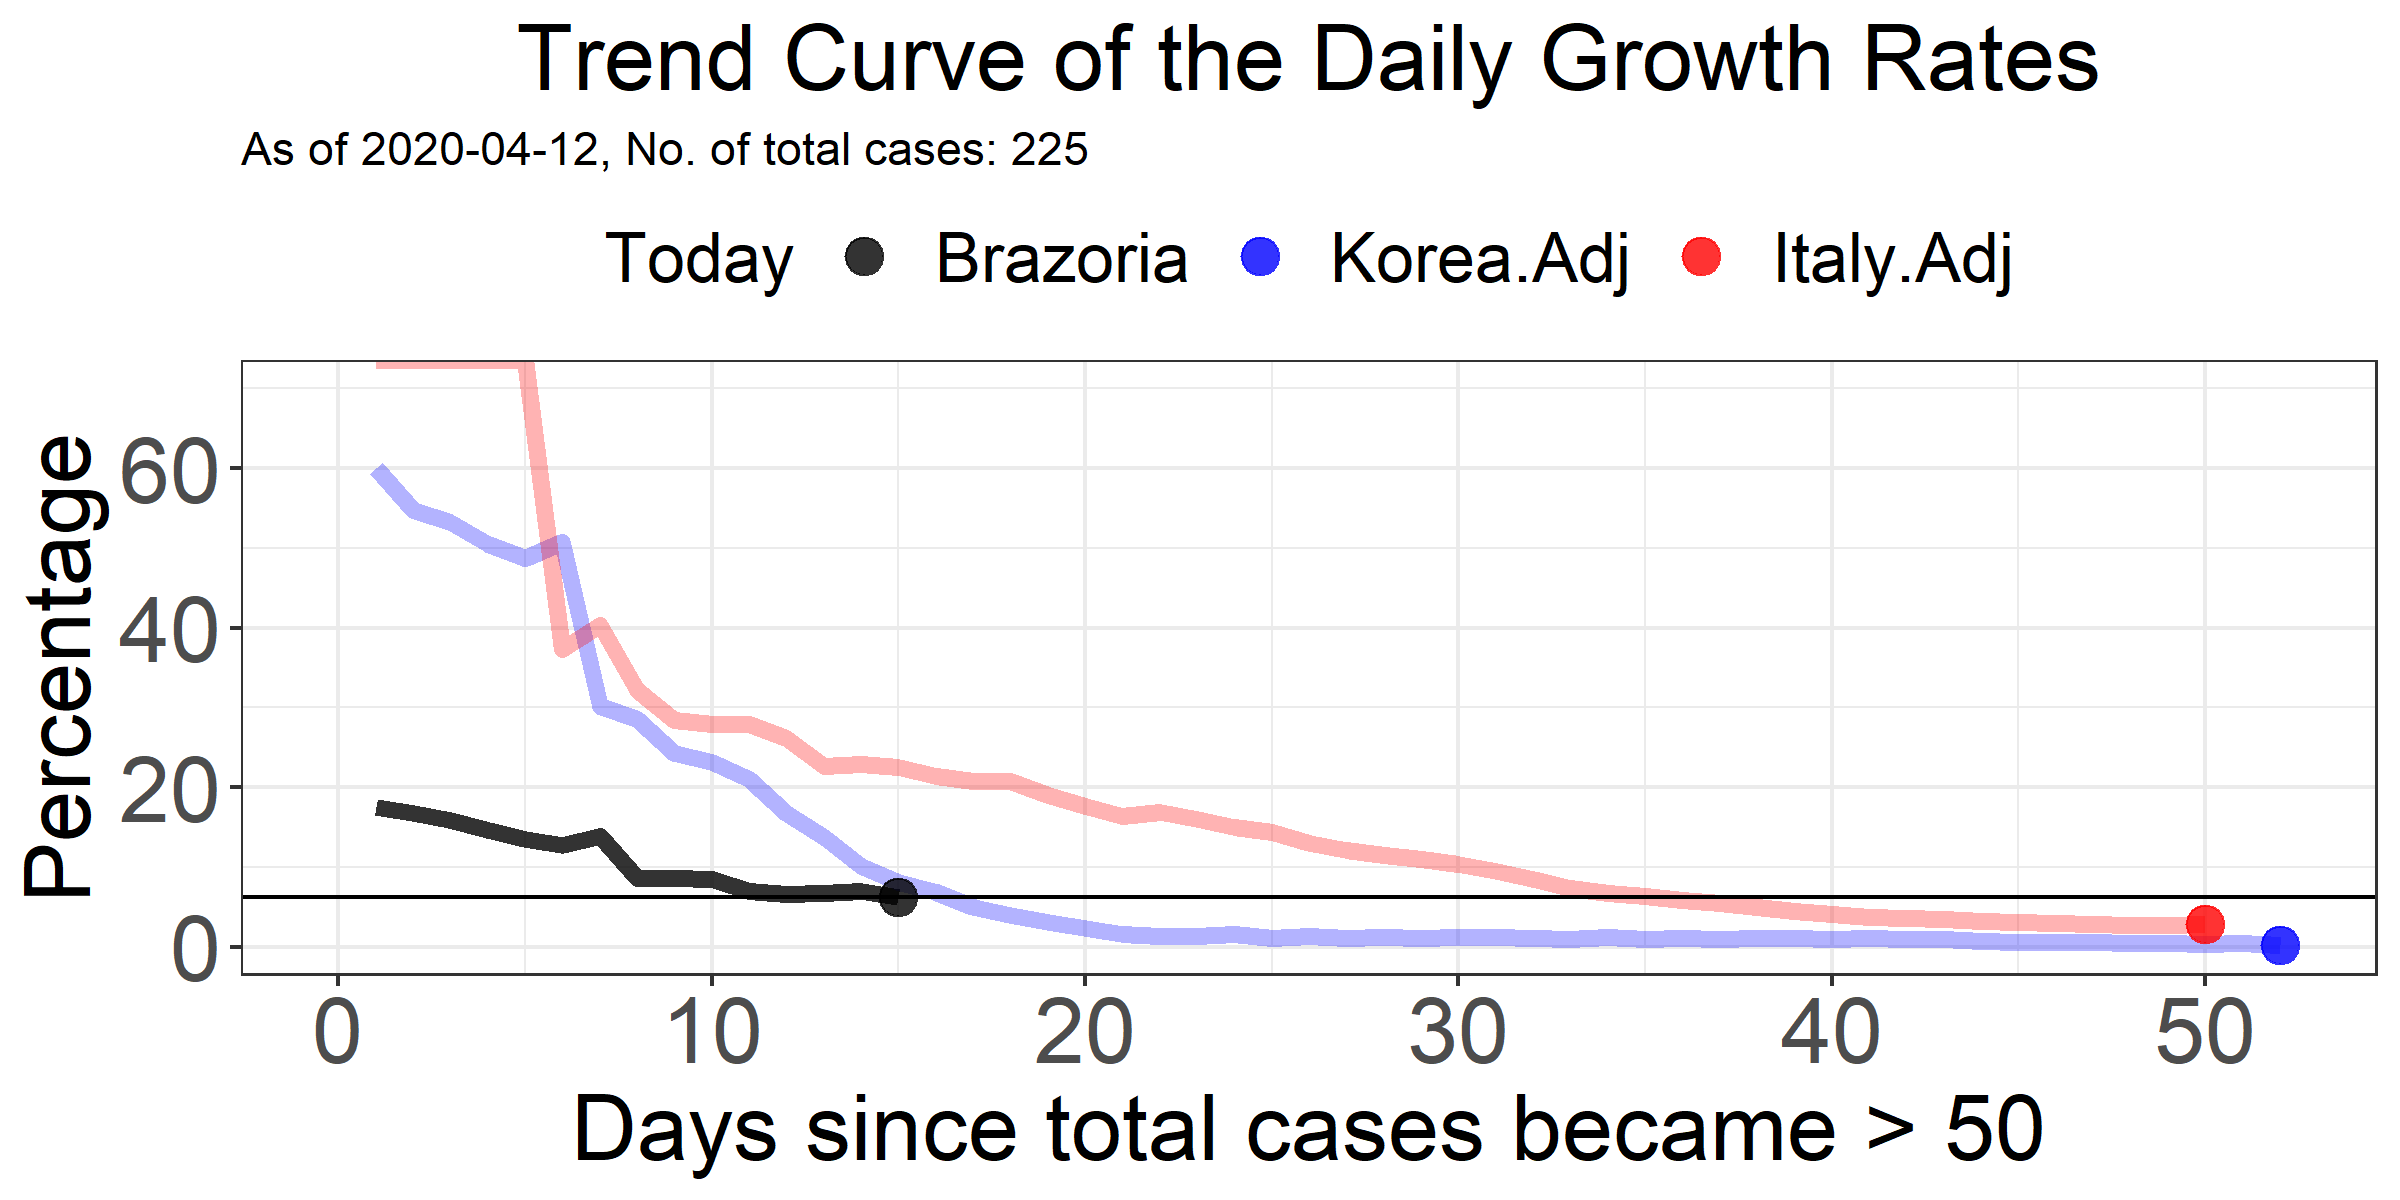 Trend Curve of the Daily Growth Rates
As of 2020-04-12, No. of total cases: 225
Today Brazoria Korea.Adj Italy.Adj
Percentage
60
40
20
0
0 10 20 30 40 50
Days since total cases became > 50